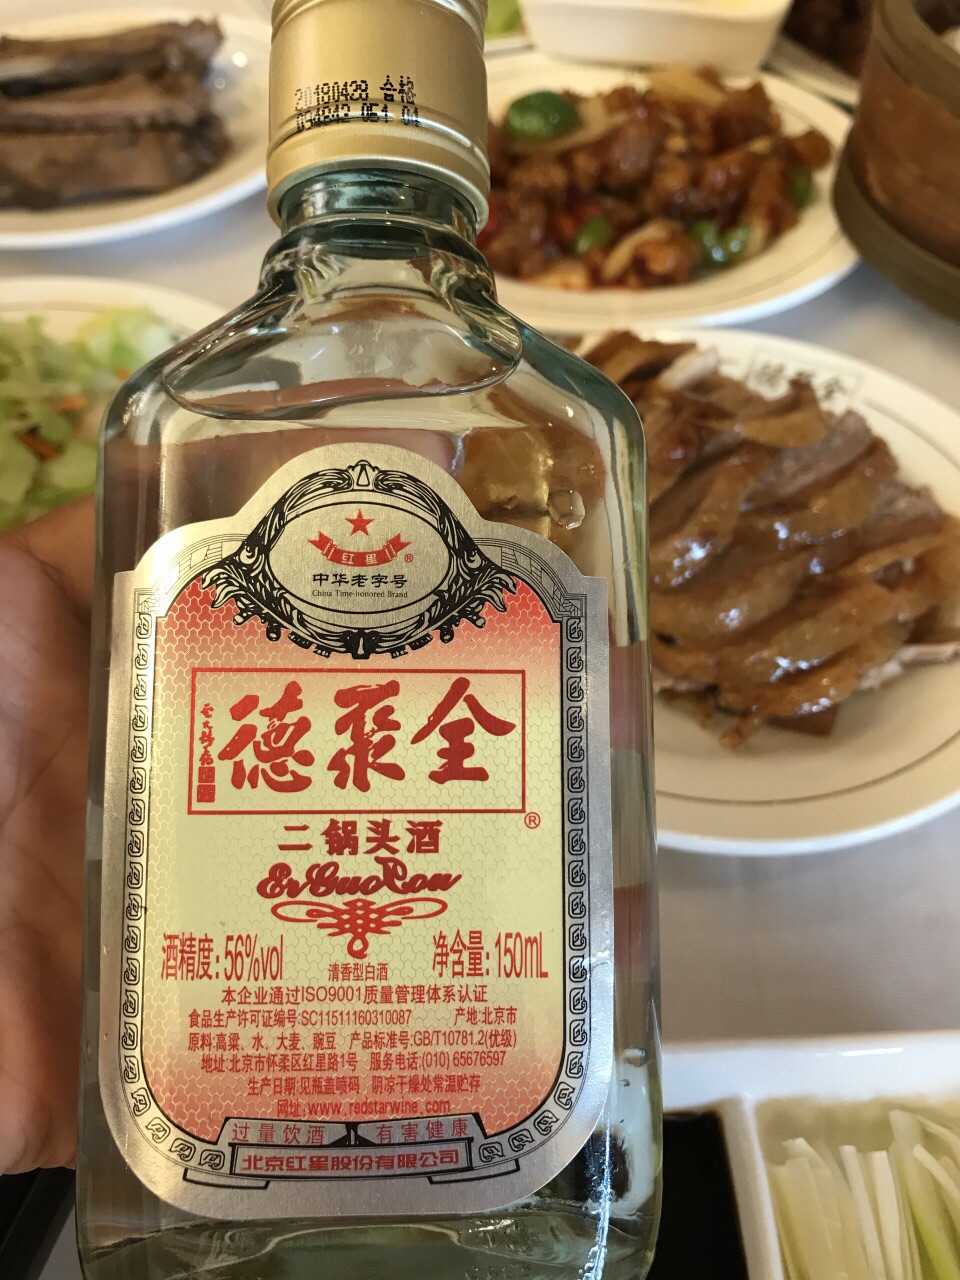 20180428 合格
034842 051 04
红星®
中华老字号
China Time-honored Brand
德聚全
®
二锅头酒
ErGuoTou
酒精度:56%vol 清香型白酒 净含量:150mL
本企业通过ISO9001质量管理体系认证
食品生产许可证编号:SC11511160310087 产地:北京市
原料:高粱、水、大麦、豌豆 产品标准号:GB/T10781.2(优级)
地址:北京市怀柔区红星路1号 服务电话:(010) 65676597
生产日期:见瓶盖喷码 阴凉干燥处常温贮存
网址:www.redstarwine.com
过量饮酒 有害健康
北京红星股份有限公司